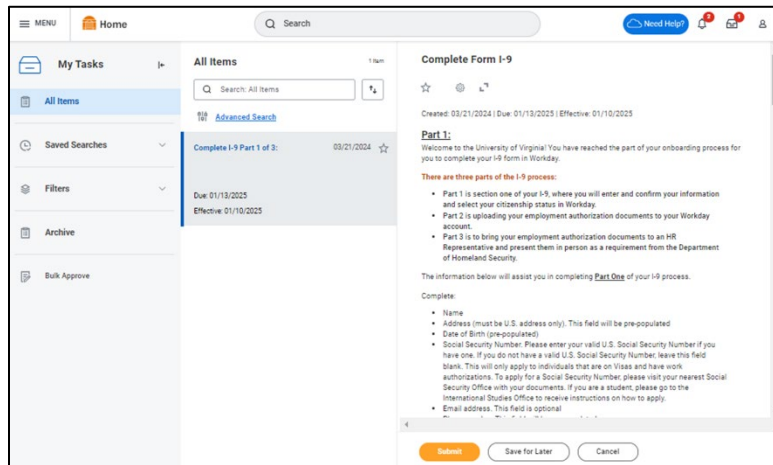 MENU
Home
Search
Need Help?
My Tasks
All Items
Saved Searches
Filters
Archive
Bulk Approve
All Items
1 item
Search: All Items
Advanced Search
Complete I-9 Part 1 of 3:
03/21/2024
Due: 01/13/2025
Effective: 01/10/2025
Complete Form I-9
Created: 03/21/2024 | Due: 01/13/2025 | Effective: 01/10/2025
Part 1:
Welcome to the University of Virginia! You have reached the part of your onboarding process for
you to complete your I-9 form in Workday.
There are three parts of the I-9 process:
• Part 1 is section one of your I-9, where you will enter and confirm your information
and select your citizenship status in Workday.
• Part 2 is uploading your employment authorization documents to your Workday
account.
• Part 3 is to bring your employment authorization documents to an HR
Representative and present them in person as a requirement from the Department
of Homeland Security.
The information below will assist you in completing Part One of your I-9 process.
Complete:
• Name
• Address (must be U.S. address only). This field will be pre-populated
• Date of Birth (pre-populated)
• Social Security Number. Please enter your valid U.S. Social Security Number if you
have one. If you do not have a valid U.S. Social Security Number, leave this field
blank. This will only apply to individuals that are on Visas and have work
authorizations. To apply for a Social Security Number, please visit your nearest Social
Security Office with your documents. If you are a student, please go to the
International Studies Office to receive instructions on how to apply.
• Email address. This field is optional
Submit
Save for Later
Cancel